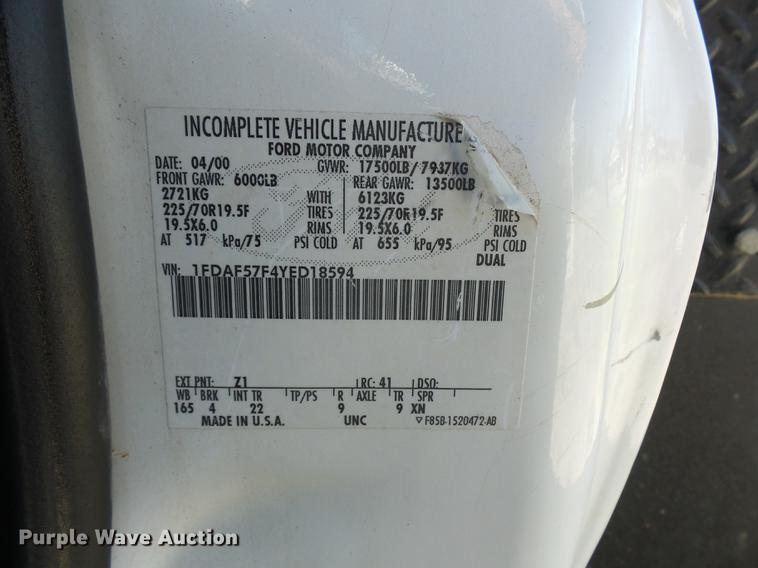 INCOMPLETE VEHICLE MANUFACTURE
FORD MOTOR COMPANY
DATE: 04/00 GVWR: 17500LB/ 7937KG
FRONT GAWR: 6000LB REAR GAWR: 13500LB
2721KG WITH 6123KG
225/70R19.5F TIRES 225/70R19.5F TIRES
19.5X6.0 RIMS 19.5X6.0 RIMS
AT 517 kPa/75 PSI COLD AT 655 kPa/95 PSI COLD
DUAL
VIN: 1FDAF57F4YED18594
EXT PNT: Z1 RC: 41 DSO:
WB BRK INT TR TP/PS R AXLE TR SPR
165 4 22 9 9 XN
MADE IN U.S.A. UNC F85B-1520472-AB
Purple Wave Auction